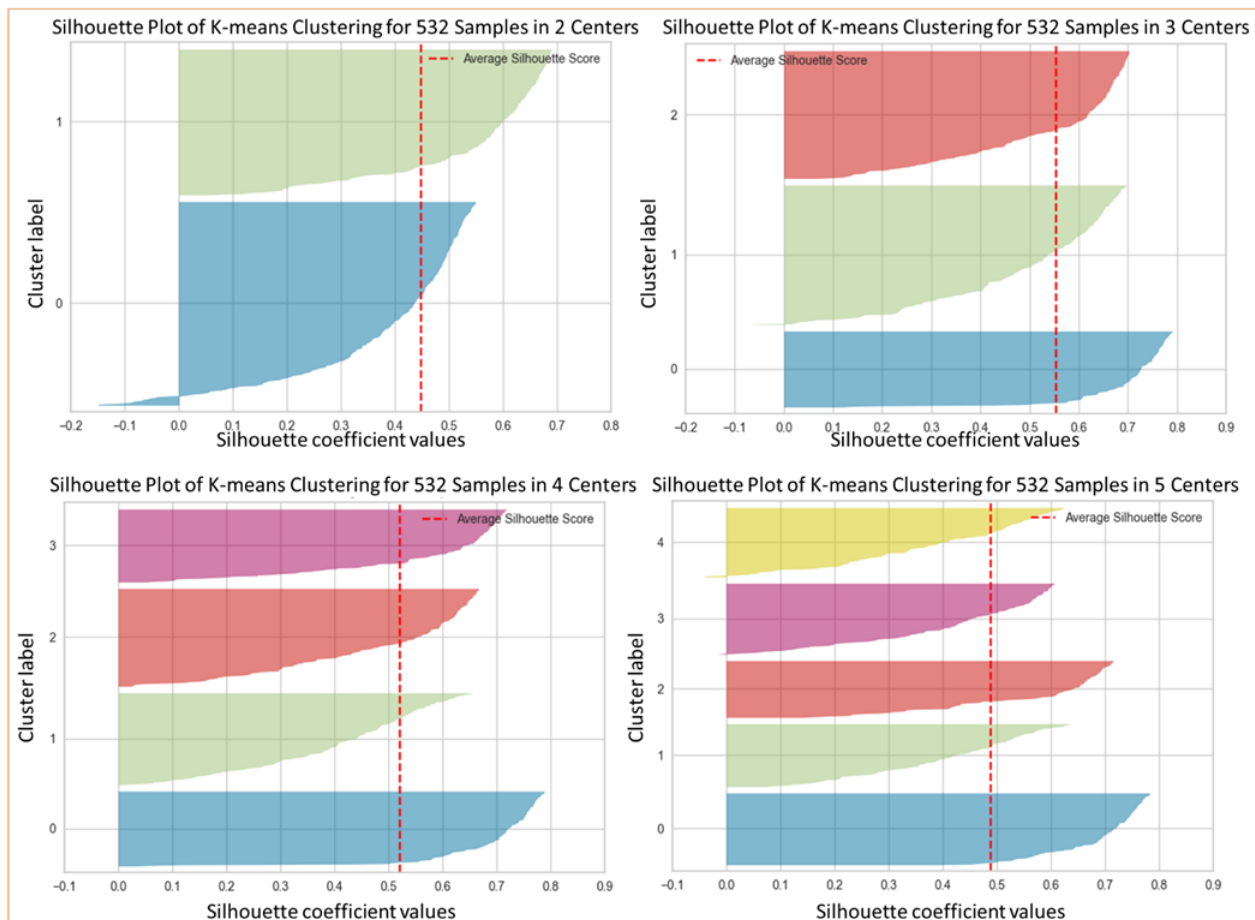 Silhouette Plot of K-means Clustering for 532 Samples in 2 Centers
Average Silhouette Score
1
0
Cluster label
−0.2 −0.1 0.0 0.1 0.2 0.3 0.4 0.5 0.6 0.7 0.8
Silhouette coefficient values
Silhouette Plot of K-means Clustering for 532 Samples in 3 Centers
Average Silhouette Score
2
1
0
Cluster label
−0.2 −0.1 0.0 0.1 0.2 0.3 0.4 0.5 0.6 0.7 0.8 0.9
Silhouette coefficient values
Silhouette Plot of K-means Clustering for 532 Samples in 4 Centers
Average Silhouette Score
3
2
1
0
Cluster label
−0.1 0.0 0.1 0.2 0.3 0.4 0.5 0.6 0.7 0.8 0.9
Silhouette coefficient values
Silhouette Plot of K-means Clustering for 532 Samples in 5 Centers
Average Silhouette Score
4
3
2
1
0
Cluster label
−0.1 0.0 0.1 0.2 0.3 0.4 0.5 0.6 0.7 0.8 0.9
Silhouette coefficient values